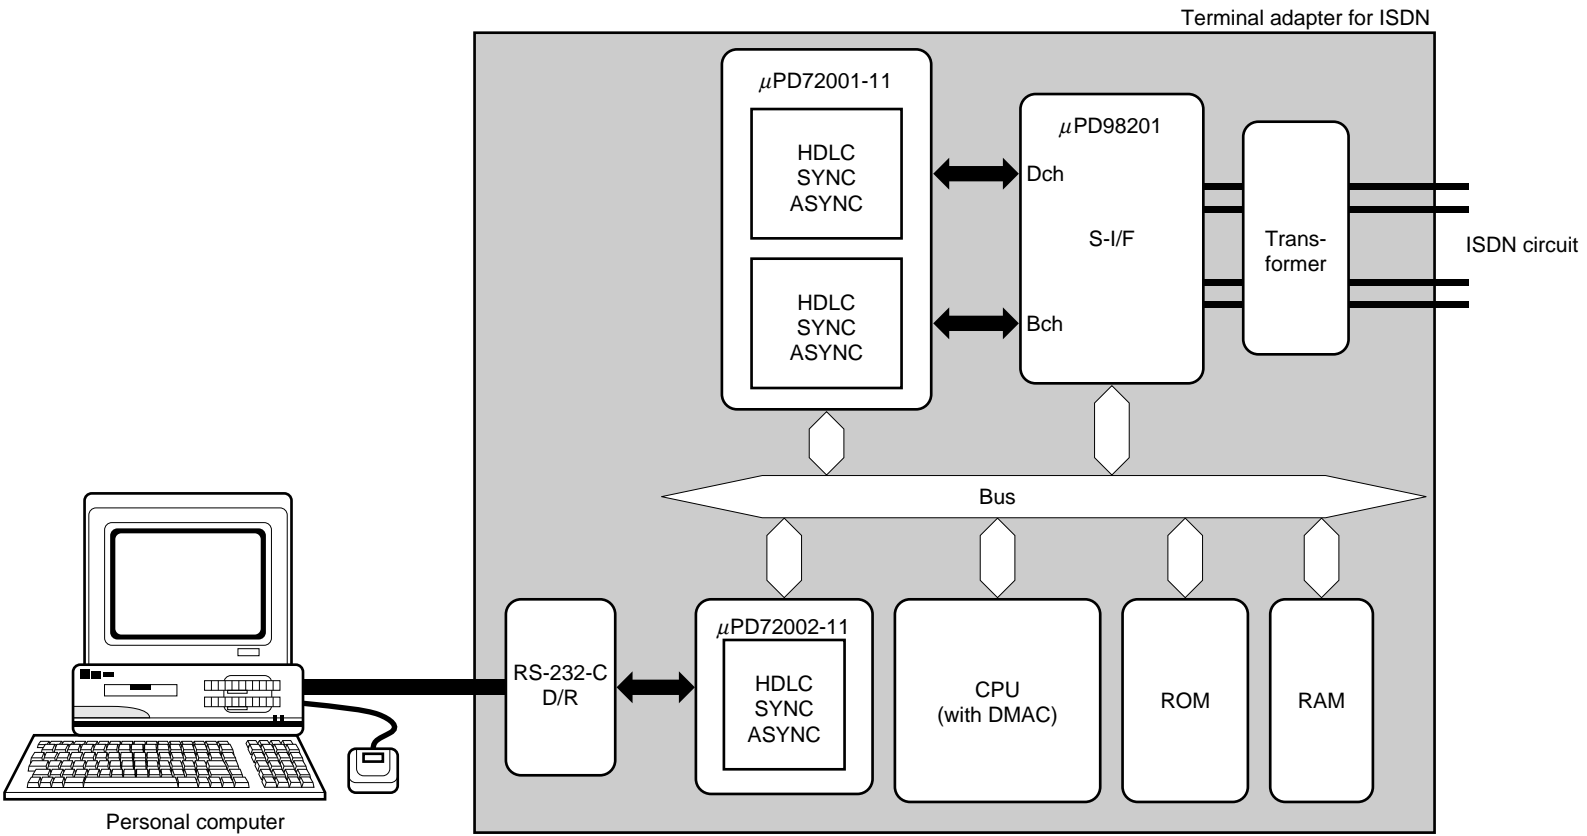 Terminal adapter for ISDN
μPD72001-11
HDLC
SYNC
ASYNC
HDLC
SYNC
ASYNC
μPD98201
Dch
S-I/F
Bch
Trans-
former
ISDN circuit
Bus
RS-232-C
D/R
μPD72002-11
HDLC
SYNC
ASYNC
CPU
(with DMAC)
ROM
RAM
Personal computer